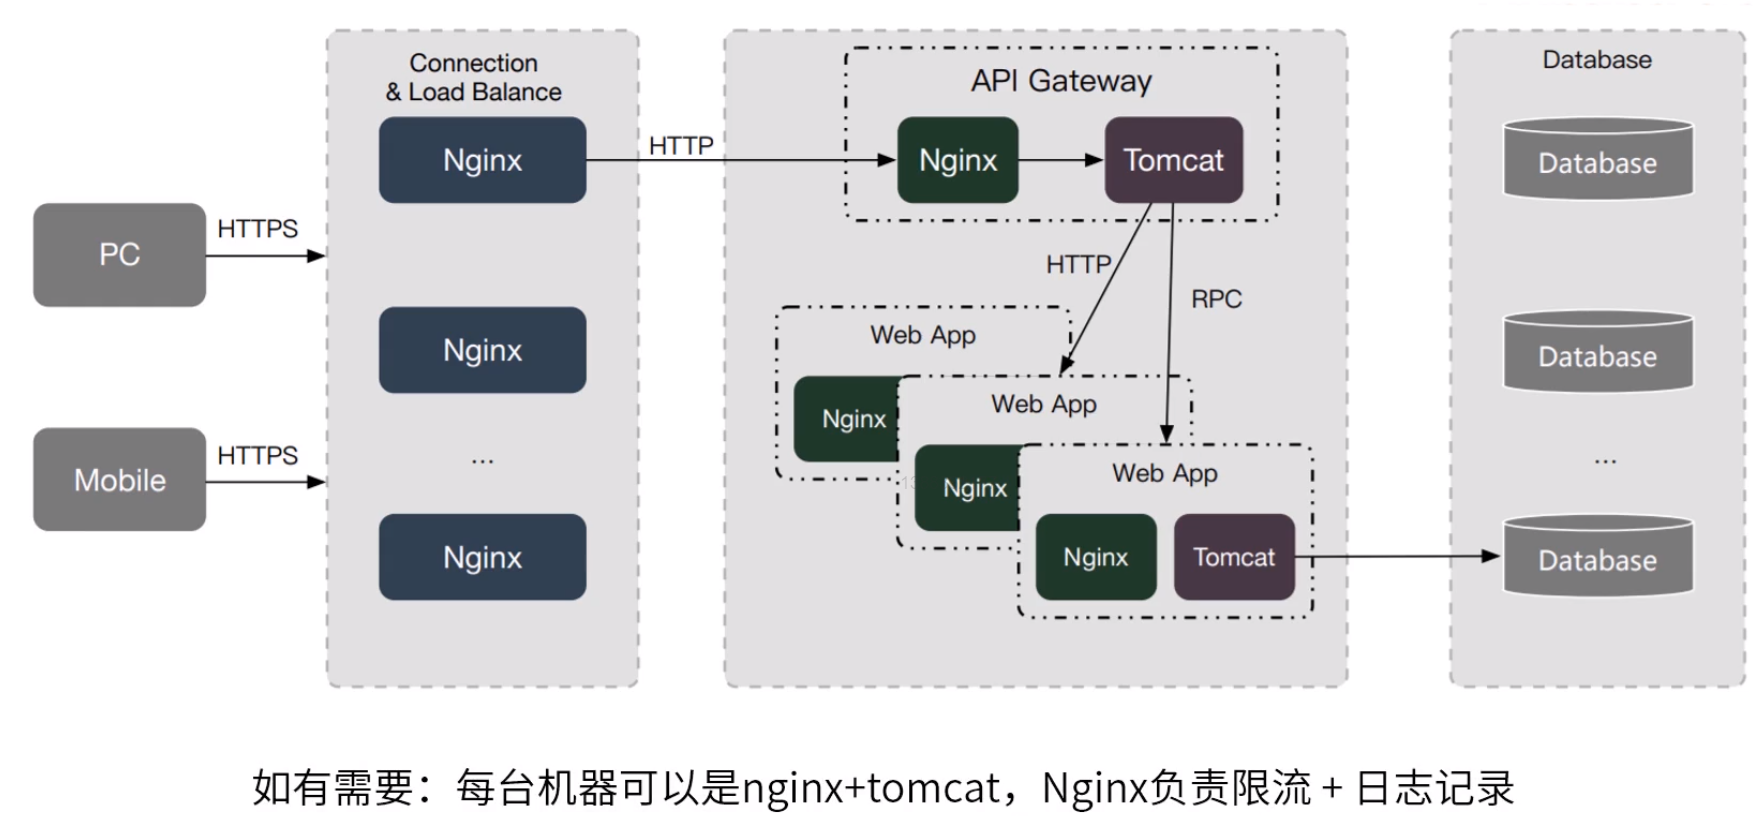 Connection
& Load Balance
Nginx
Nginx
...
Nginx
PC
HTTPS
Mobile
HTTPS
HTTP
API Gateway
Nginx
Tomcat
HTTP
RPC
Web App
Nginx
Web App
Nginx
Web App
Nginx
Tomcat
Database
Database
Database
...
Database
如有需要：每台机器可以是nginx+tomcat，Nginx负责限流 + 日志记录